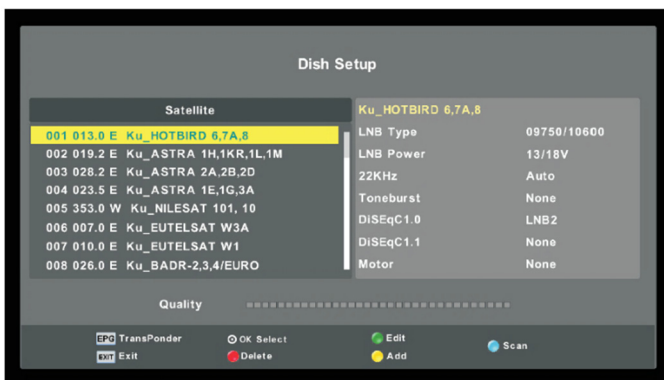 Dish Setup
Satellite
001 013.0 E Ku_HOTBIRD 6,7A,8
002 019.2 E Ku_ASTRA 1H,1KR,1L,1M
003 028.2 E Ku_ASTRA 2A,2B,2D
004 023.5 E Ku_ASTRA 1E,1G,3A
005 353.0 W Ku_NILESAT 101, 10
006 007.0 E Ku_EUTELSAT W3A
007 010.0 E Ku_EUTELSAT W1
008 026.0 E Ku_BADR-2,3,4/EURO
Ku_HOTBIRD 6,7A,8
LNB Type 09750/10600
LNB Power 13/18V
22KHz Auto
Toneburst None
DiSEqC1.0 LNB2
DiSEqC1.1 None
Motor None
Quality
EPG TransPonder OK Select Edit Scan
EXIT Exit Delete Add